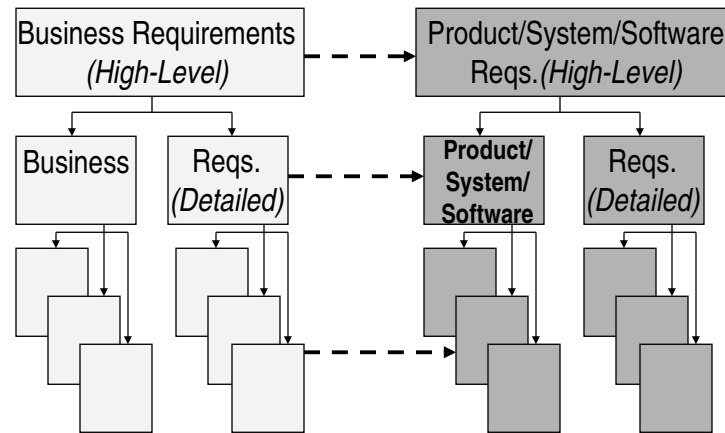 Business Requirements
(High-Level)
Product/System/Software
Reqs.(High-Level)
Business
Reqs.
(Detailed)
Product/
System/
Software
Reqs.
(Detailed)